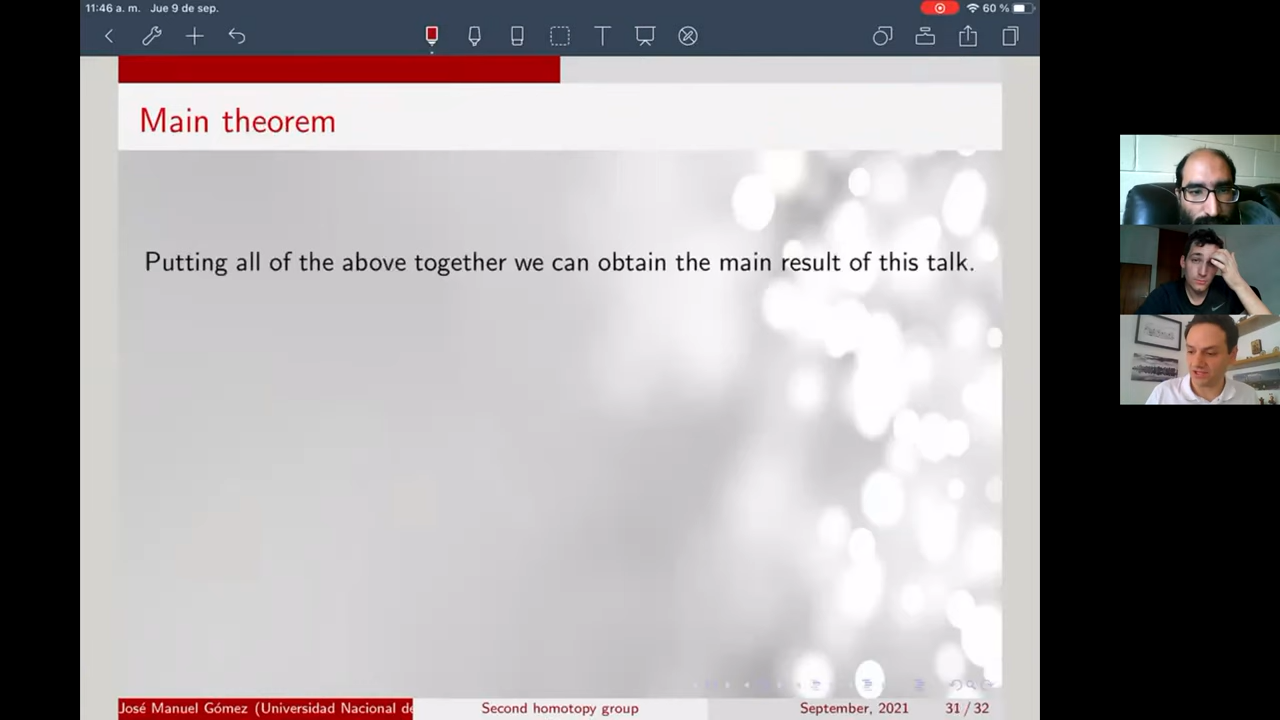 11:46 a. m. Jue 9 de sep.
60 %
Main theorem
Putting all of the above together we can obtain the main result of this talk.
José Manuel Gómez (Universidad Nacional de
Second homotopy group
September, 2021
31 / 32